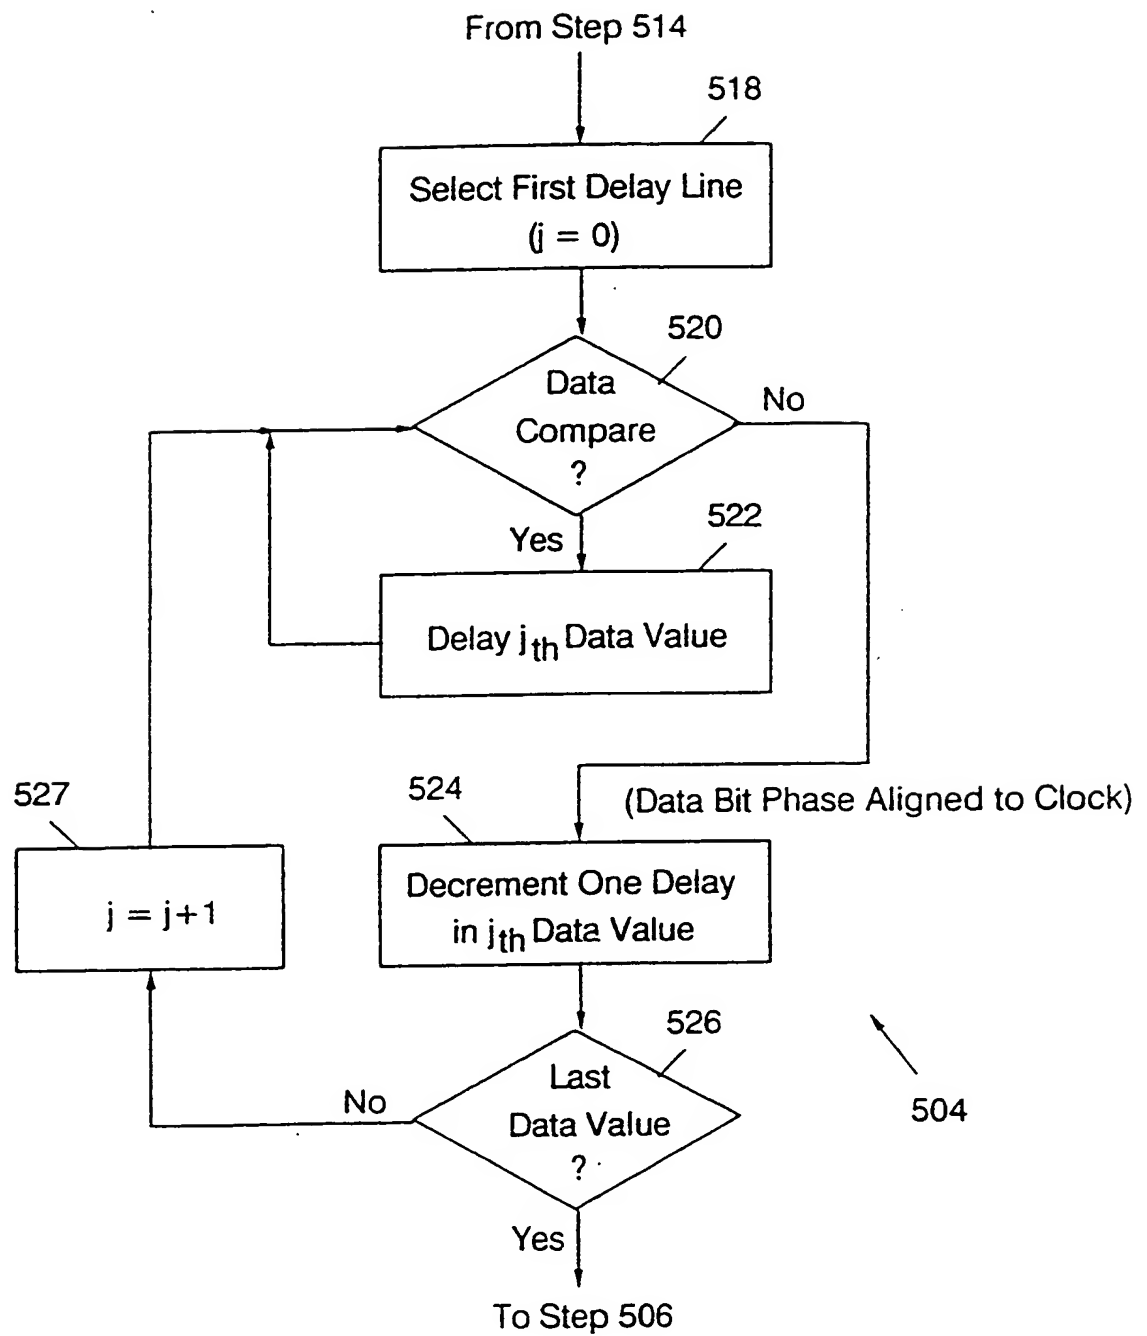 From Step 514
518
Select First Delay Line
(j = 0)
520
Data
Compare
?
No
Yes
522
Delay jth Data Value
527
524
(Data Bit Phase Aligned to Clock)
j = j+1
Decrement One Delay
in jth Data Value
526
Last
Data Value
?
No
504
Yes
To Step 506